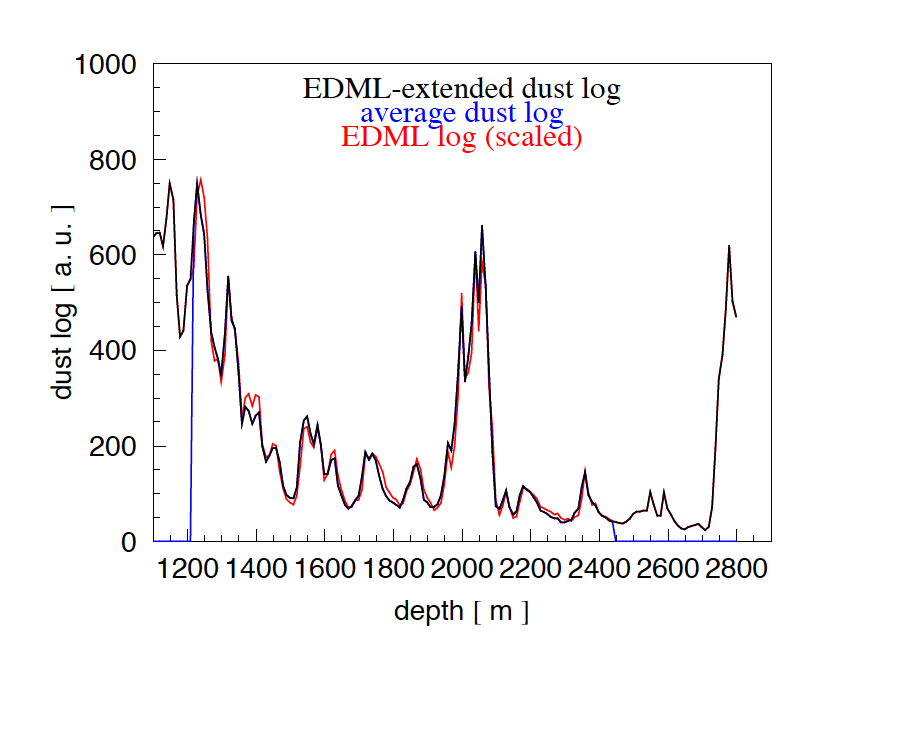 1000
EDML-extended dust log
average dust log
EDML log (scaled)
800
600
400
200
0
dust log [ a. u. ]
1200 1400 1600 1800 2000 2200 2400 2600 2800
depth [ m ]